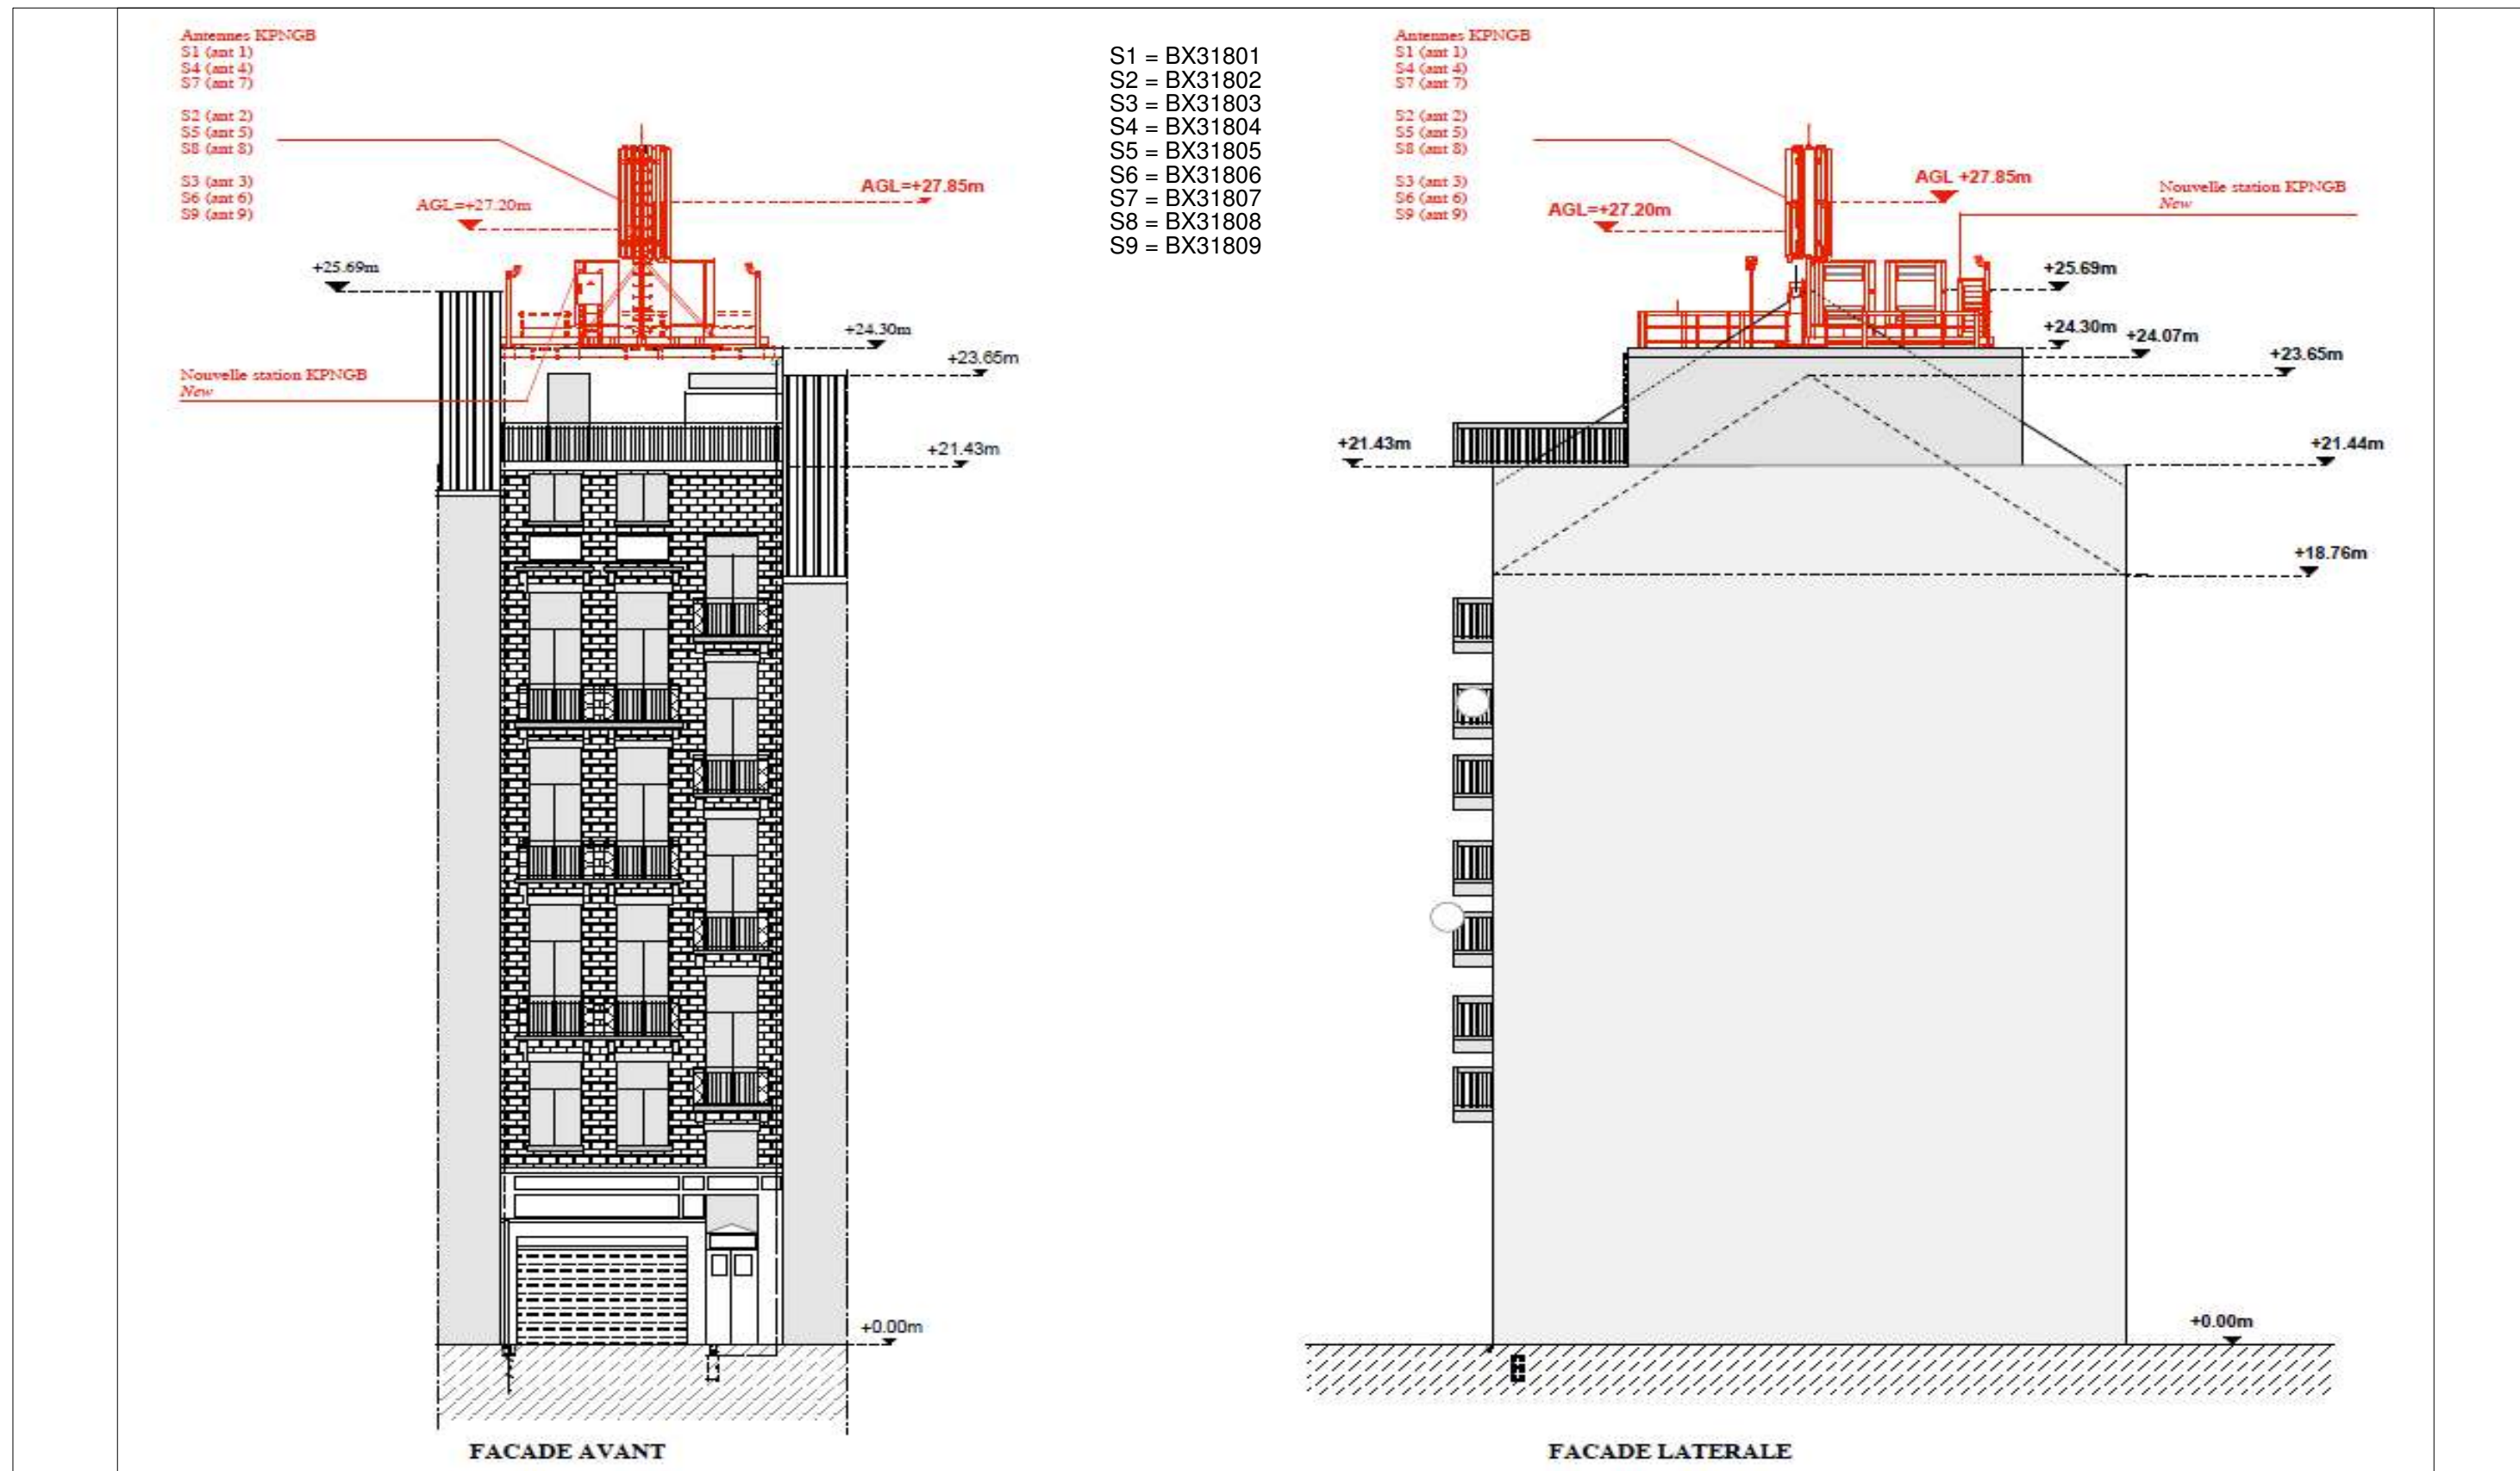 Antennes KPNGB
S1 (ant 1)
S4 (ant 4)
S7 (ant 7)
S2 (ant 2)
S5 (ant 5)
S8 (ant 8)
S3 (ant 3)
S6 (ant 6)
S9 (ant 9)
AGL=+27.20m
AGL=+27.85m
+25.69m
+24.30m
+23.65m
Nouvelle station KPNGB
New
+21.43m
+0.00m
FACADE AVANT
S1 = BX31801
S2 = BX31802
S3 = BX31803
S4 = BX31804
S5 = BX31805
S6 = BX31806
S7 = BX31807
S8 = BX31808
S9 = BX31809
Antennes KPNGB
S1 (ant 1)
S4 (ant 4)
S7 (ant 7)
S2 (ant 2)
S5 (ant 5)
S8 (ant 8)
S3 (ant 3)
S6 (ant 6)
S9 (ant 9)
AGL +27.85m
Nouvelle station KPNGB
New
AGL=+27.20m
+25.69m
+24.30m
+24.07m
+23.65m
+21.43m
+21.44m
+18.76m
+0.00m
FACADE LATERALE